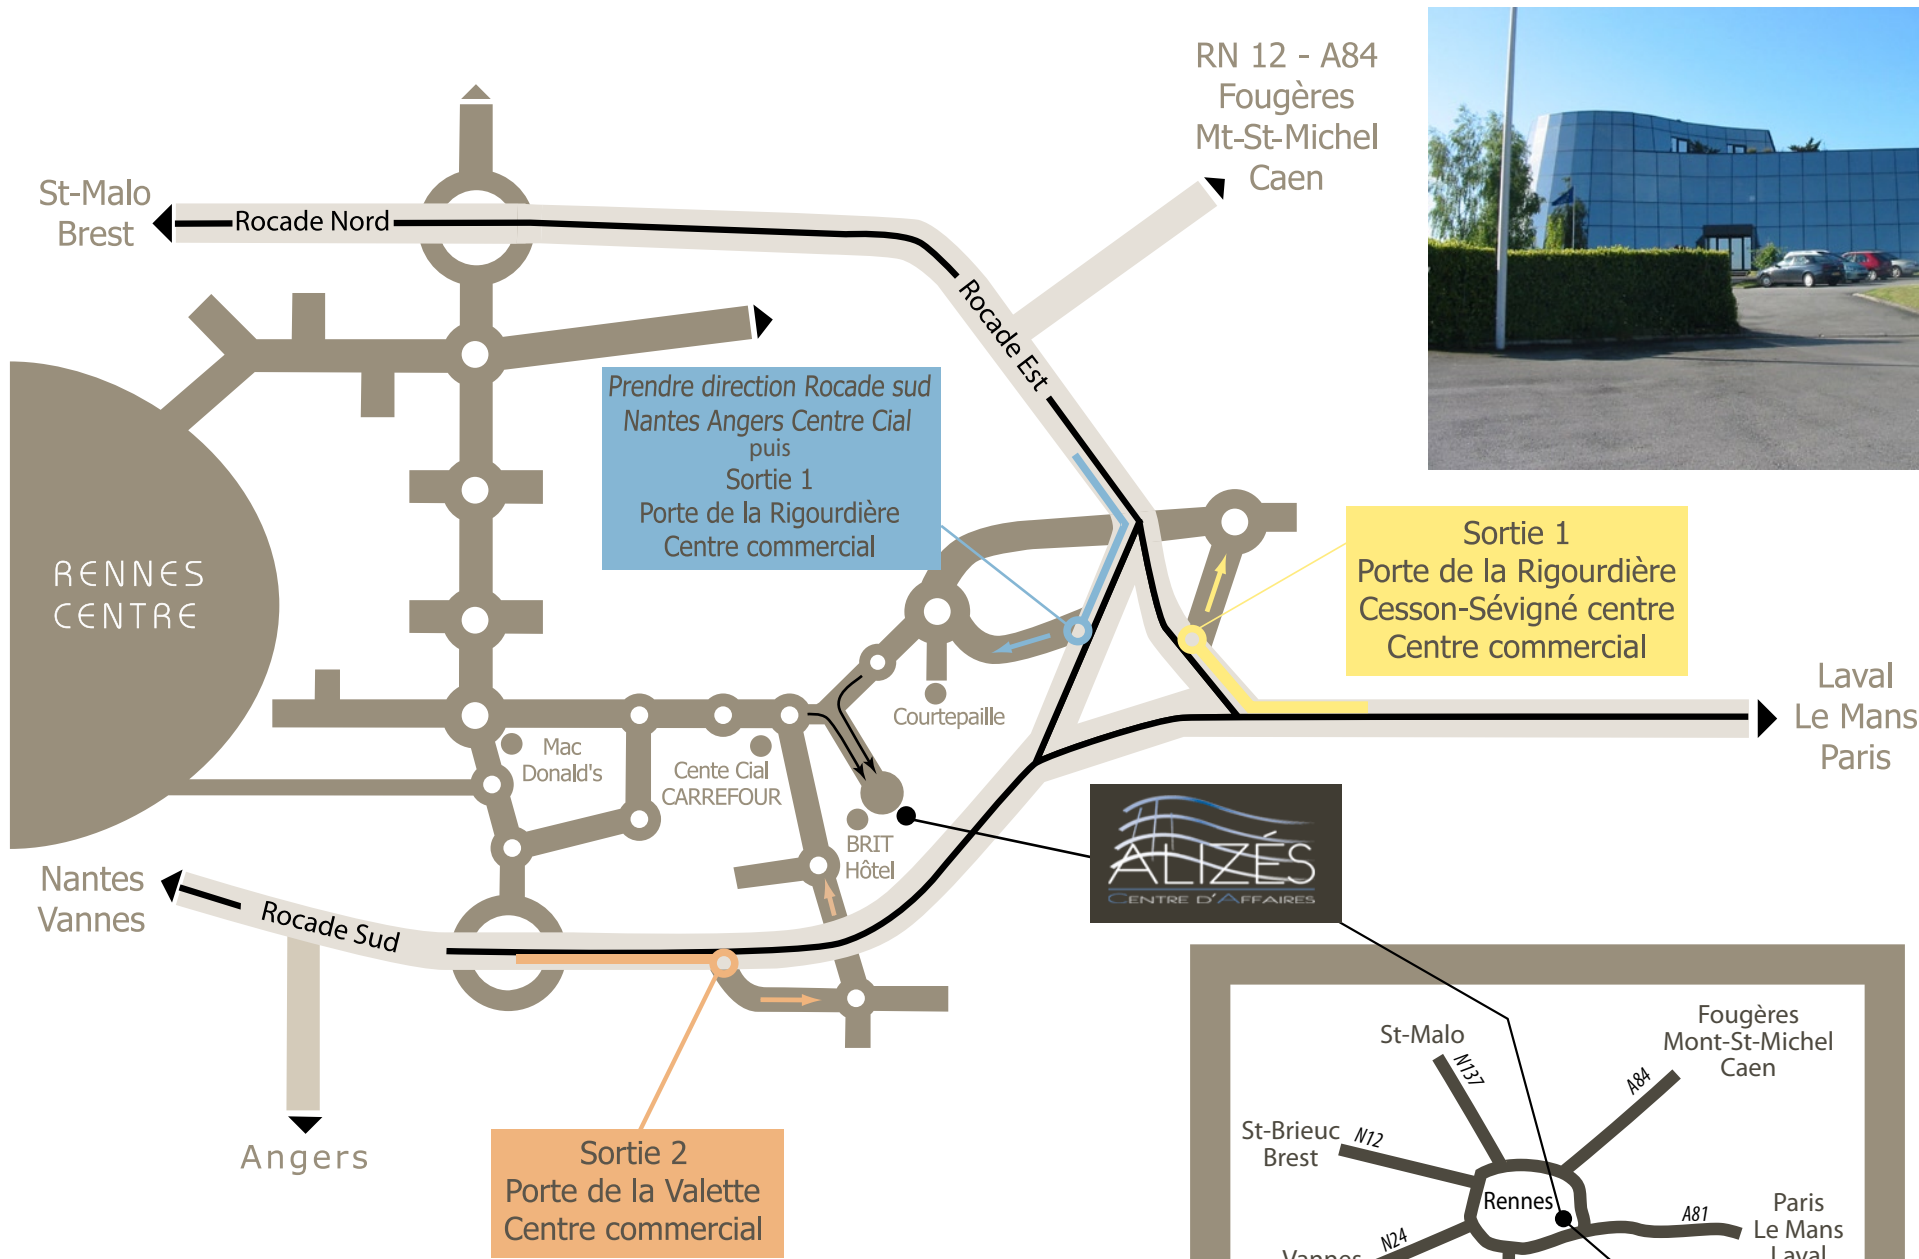 RN 12 - A84
Fougères
Mt-St-Michel
Caen
St-Malo
Brest
Rocade Nord
Rocade Est
Prendre direction Rocade sud
Nantes Angers Centre Cial
puis
Sortie 1
Porte de la Rigourdière
Centre commercial
Sortie 1
Porte de la Rigourdière
Cesson-Sévigné centre
Centre commercial
RENNES
CENTRE
Laval
Le Mans
Paris
Courtepaille
Mac
Donald's
Cente Cial
CARREFOUR
BRIT
Hôtel
ALIZÉS
CENTRE D'AFFAIRES
Nantes
Vannes
Rocade Sud
Angers
Sortie 2
Porte de la Valette
Centre commercial
St-Malo
N137
Fougères
Mont-St-Michel
Caen
A84
St-Brieuc
Brest
N12
Rennes
A81
Paris
Le Mans
Laval
N24
Vannes